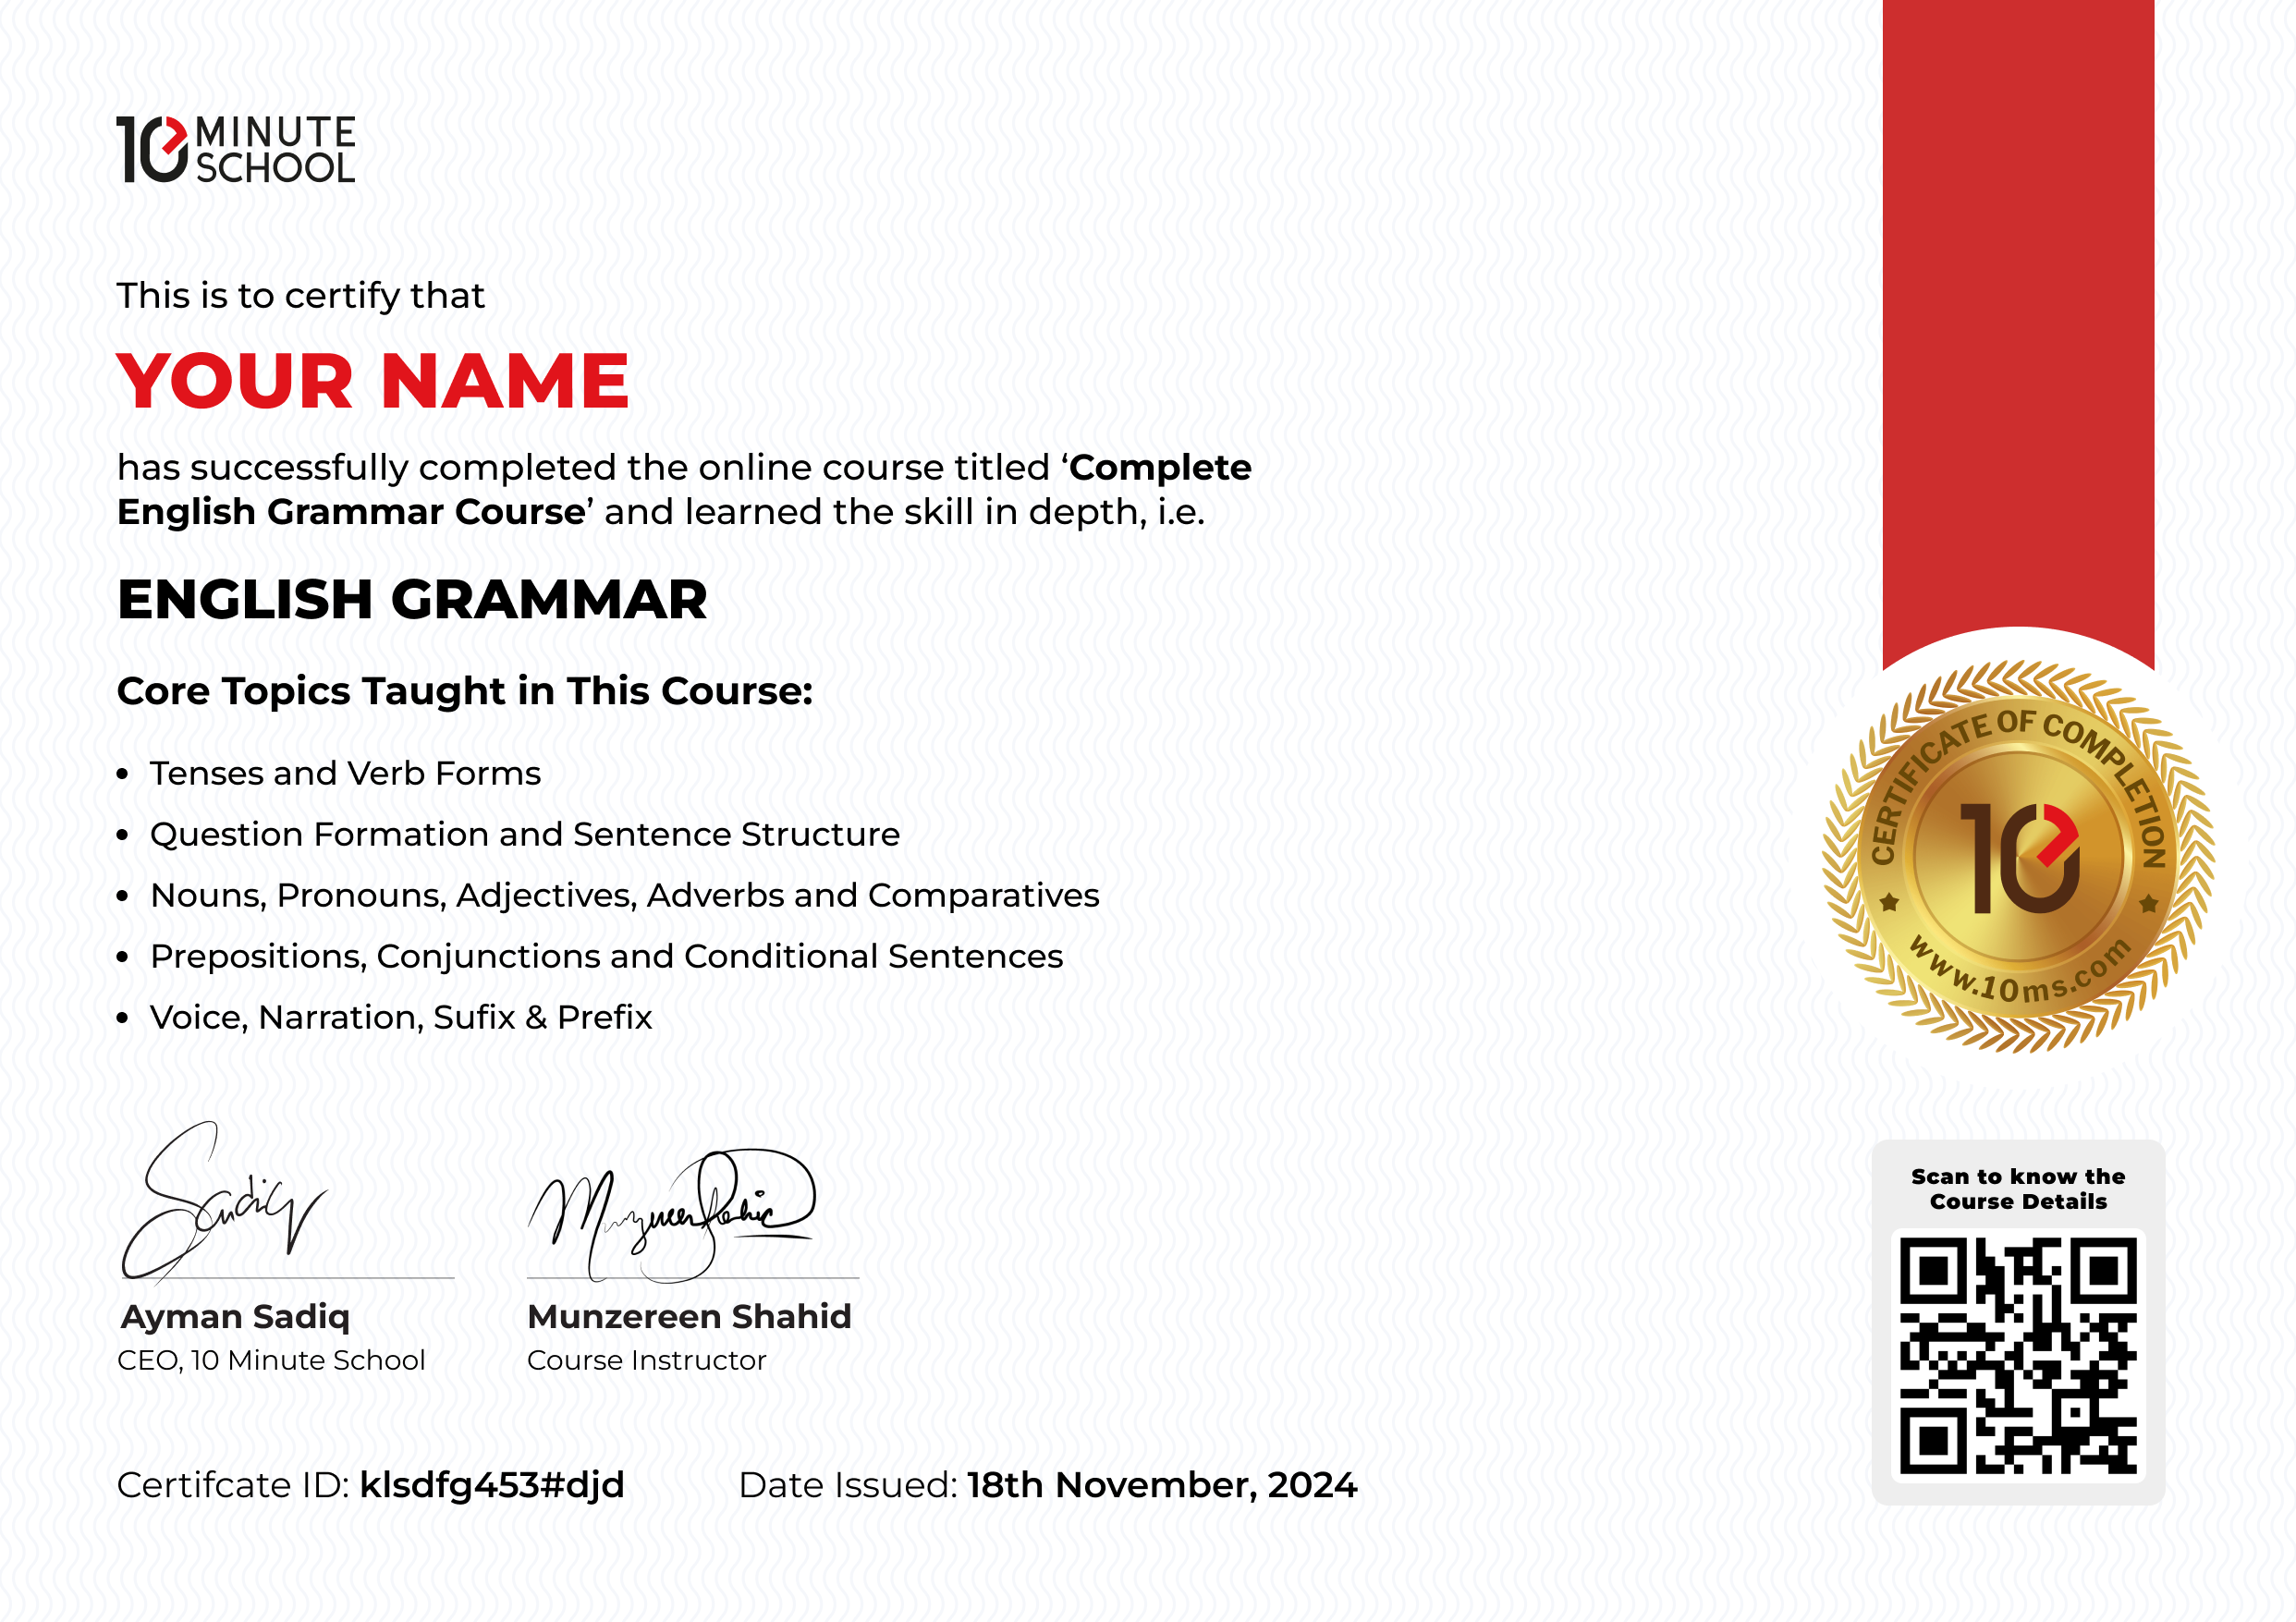 10 MINUTE
SCHOOL
This is to certify that
YOUR NAME
has successfully completed the online course titled ‘Complete
English Grammar Course’ and learned the skill in depth, i.e.
ENGLISH GRAMMAR
Core Topics Taught in This Course:
• Tenses and Verb Forms
• Question Formation and Sentence Structure
• Nouns, Pronouns, Adjectives, Adverbs and Comparatives
• Prepositions, Conjunctions and Conditional Sentences
• Voice, Narration, Sufix & Prefix
CERTIFICATE OF COMPLETION
10
www.10ms.com
Sadiq
Munzereen Shahid
Ayman Sadiq
CEO, 10 Minute School
Munzereen Shahid
Course Instructor
Scan to know the
Course Details
Certifcate ID: klsdfg453#djd
Date Issued: 18th November, 2024